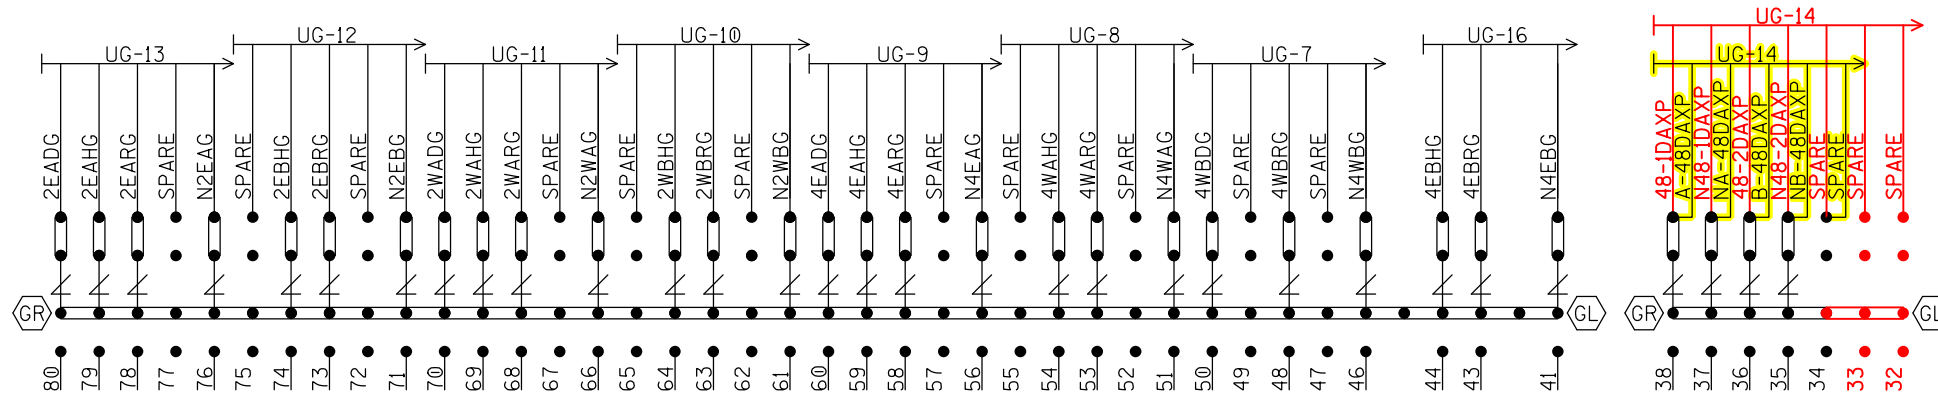 UG-13
UG-12
UG-11
UG-10
UG-9
UG-8
UG-7
UG-16
UG-14
UG-14
2EADG
2EAHG
2EARG
SPARE
N2EAG
SPARE
2EBHG
2EBRG
SPARE
N2EBG
2WADG
2WAHG
2WARG
SPARE
N2WAG
SPARE
2WBHG
2WBRG
SPARE
N2WBG
4EADG
4EAHG
4EARG
SPARE
N4EAG
SPARE
4WAHG
4WARG
SPARE
N4WAG
4WBDG
SPARE
4WBRG
SPARE
N4WBG
4EBHG
4EBRG
N4EBG
48-1DAXP
A-48DAXP
N48-1DAXP
NA-48DAXP
48-2DAXP
B-48DAXP
N48-2DAXP
NB-48DAXP
SPARE
SPARE
SPARE
SPARE
GR
GL
GR
GL
80
79
78
77
76
75
74
73
72
71
70
69
68
67
66
65
64
63
62
61
60
59
58
57
56
55
54
53
52
51
50
49
48
47
46
44
43
41
38
37
36
35
34
33
32